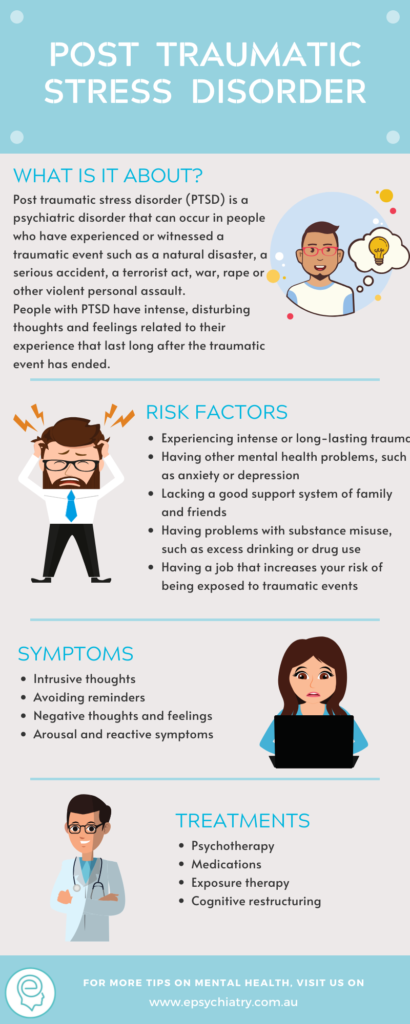 POST TRAUMATIC
STRESS DISORDER
WHAT IS IT ABOUT?
Post traumatic stress disorder (PTSD) is a
psychiatric disorder that can occur in people
who have experienced or witnessed a
traumatic event such as a natural disaster, a
serious accident, a terrorist act, war, rape or
other violent personal assault.
People with PTSD have intense, disturbing
thoughts and feelings related to their
experience that last long after the traumatic
event has ended.
RISK FACTORS
• Experiencing intense or long-lasting trauma
• Having other mental health problems, such
as anxiety or depression
• Lacking a good support system of family
and friends
• Having problems with substance misuse,
such as excess drinking or drug use
• Having a job that increases your risk of
being exposed to traumatic events
SYMPTOMS
• Intrusive thoughts
• Avoiding reminders
• Negative thoughts and feelings
• Arousal and reactive symptoms
TREATMENTS
• Psychotherapy
• Medications
• Exposure therapy
• Cognitive restructuring
FOR MORE TIPS ON MENTAL HEALTH, VISIT US ON
www.epsychiatry.com.au